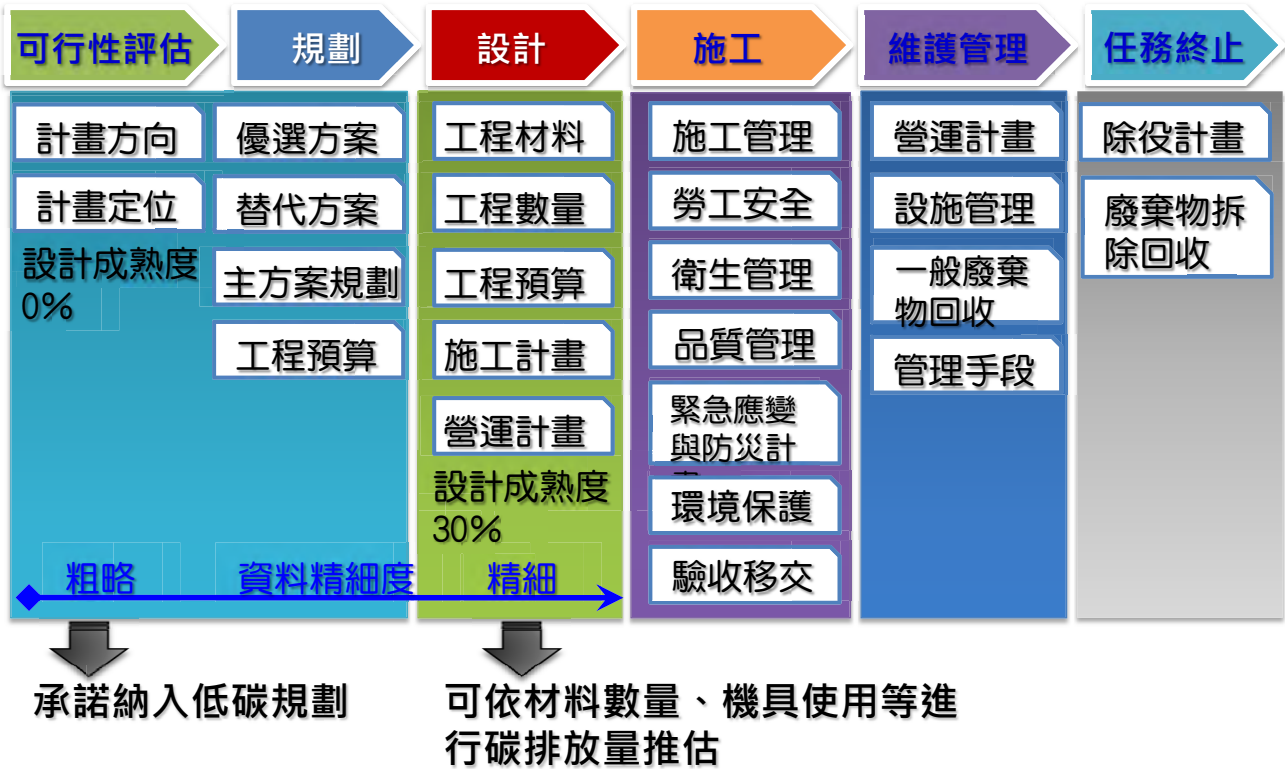 可行性評估
規劃
設計
施工
維護管理
任務終止
計畫方向
計畫定位
設計成熟度
0%
優選方案
替代方案
主方案規劃
工程預算
工程材料
工程數量
工程預算
施工計畫
營運計畫
設計成熟度
30%
施工管理
勞工安全
衛生管理
品質管理
緊急應變
與防災計
環境保護
驗收移交
營運計畫
設施管理
一般廢棄
物回收
管理手段
除役計畫
廢棄物拆
除回收
粗略
資料精細度
精細
承諾納入低碳規劃
可依材料數量、機具使用等進
行碳排放量推估